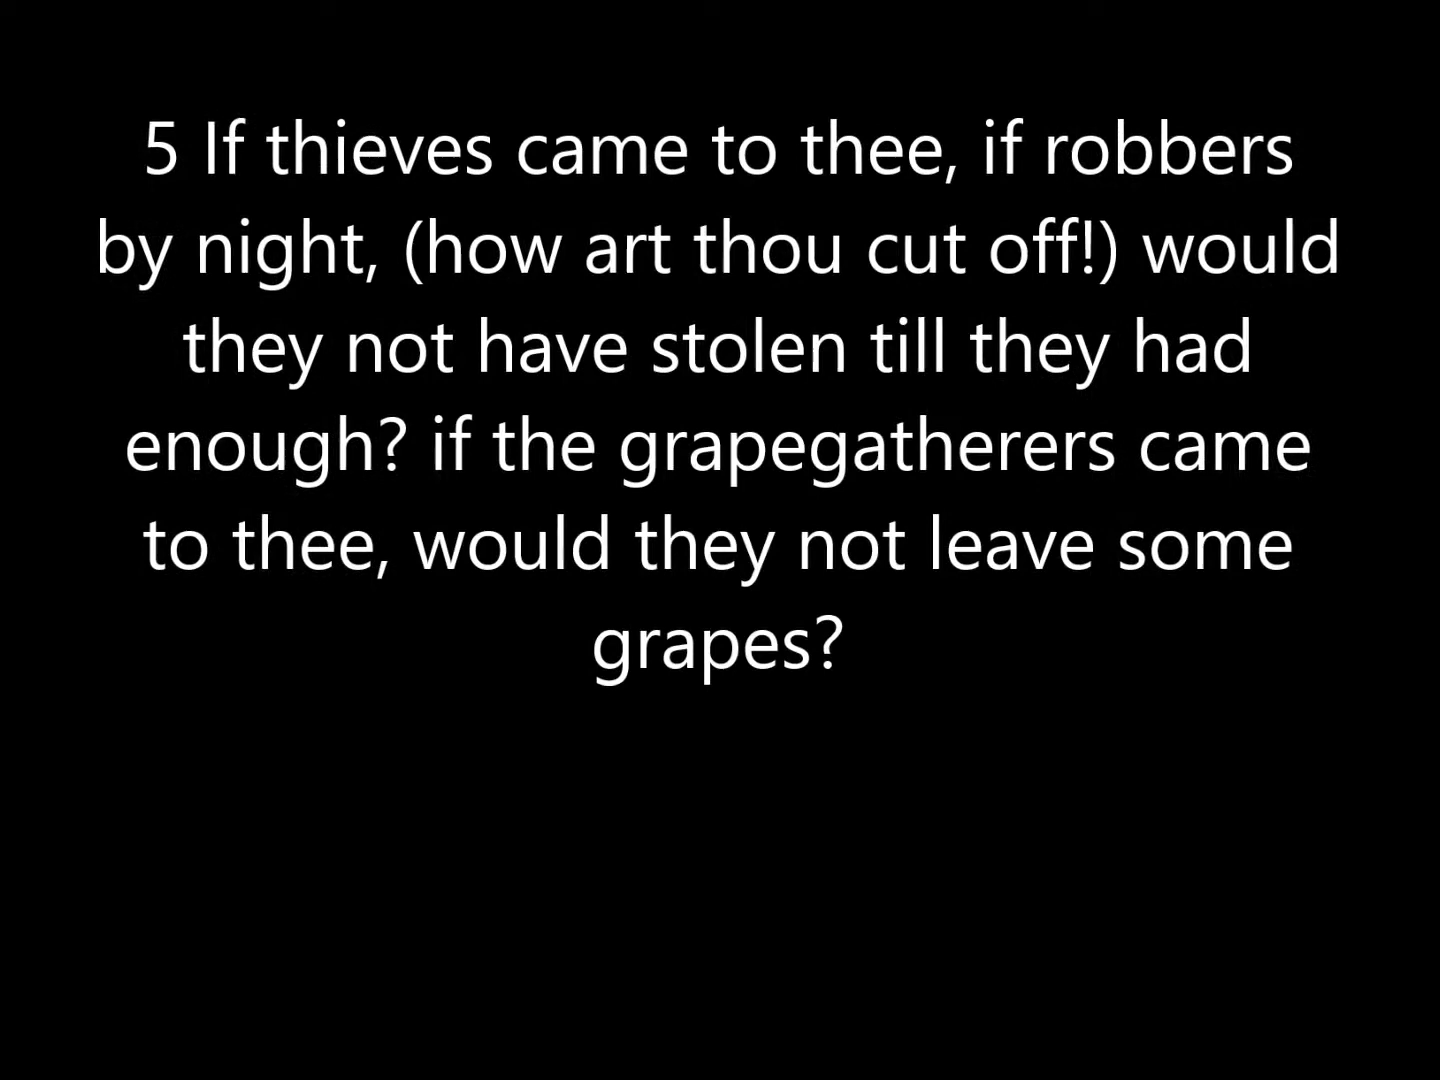 5 If thieves came to thee, if robbers
by night, (how art thou cut off!) would
they not have stolen till they had
enough? if the grapegatherers came
to thee, would they not leave some
grapes?